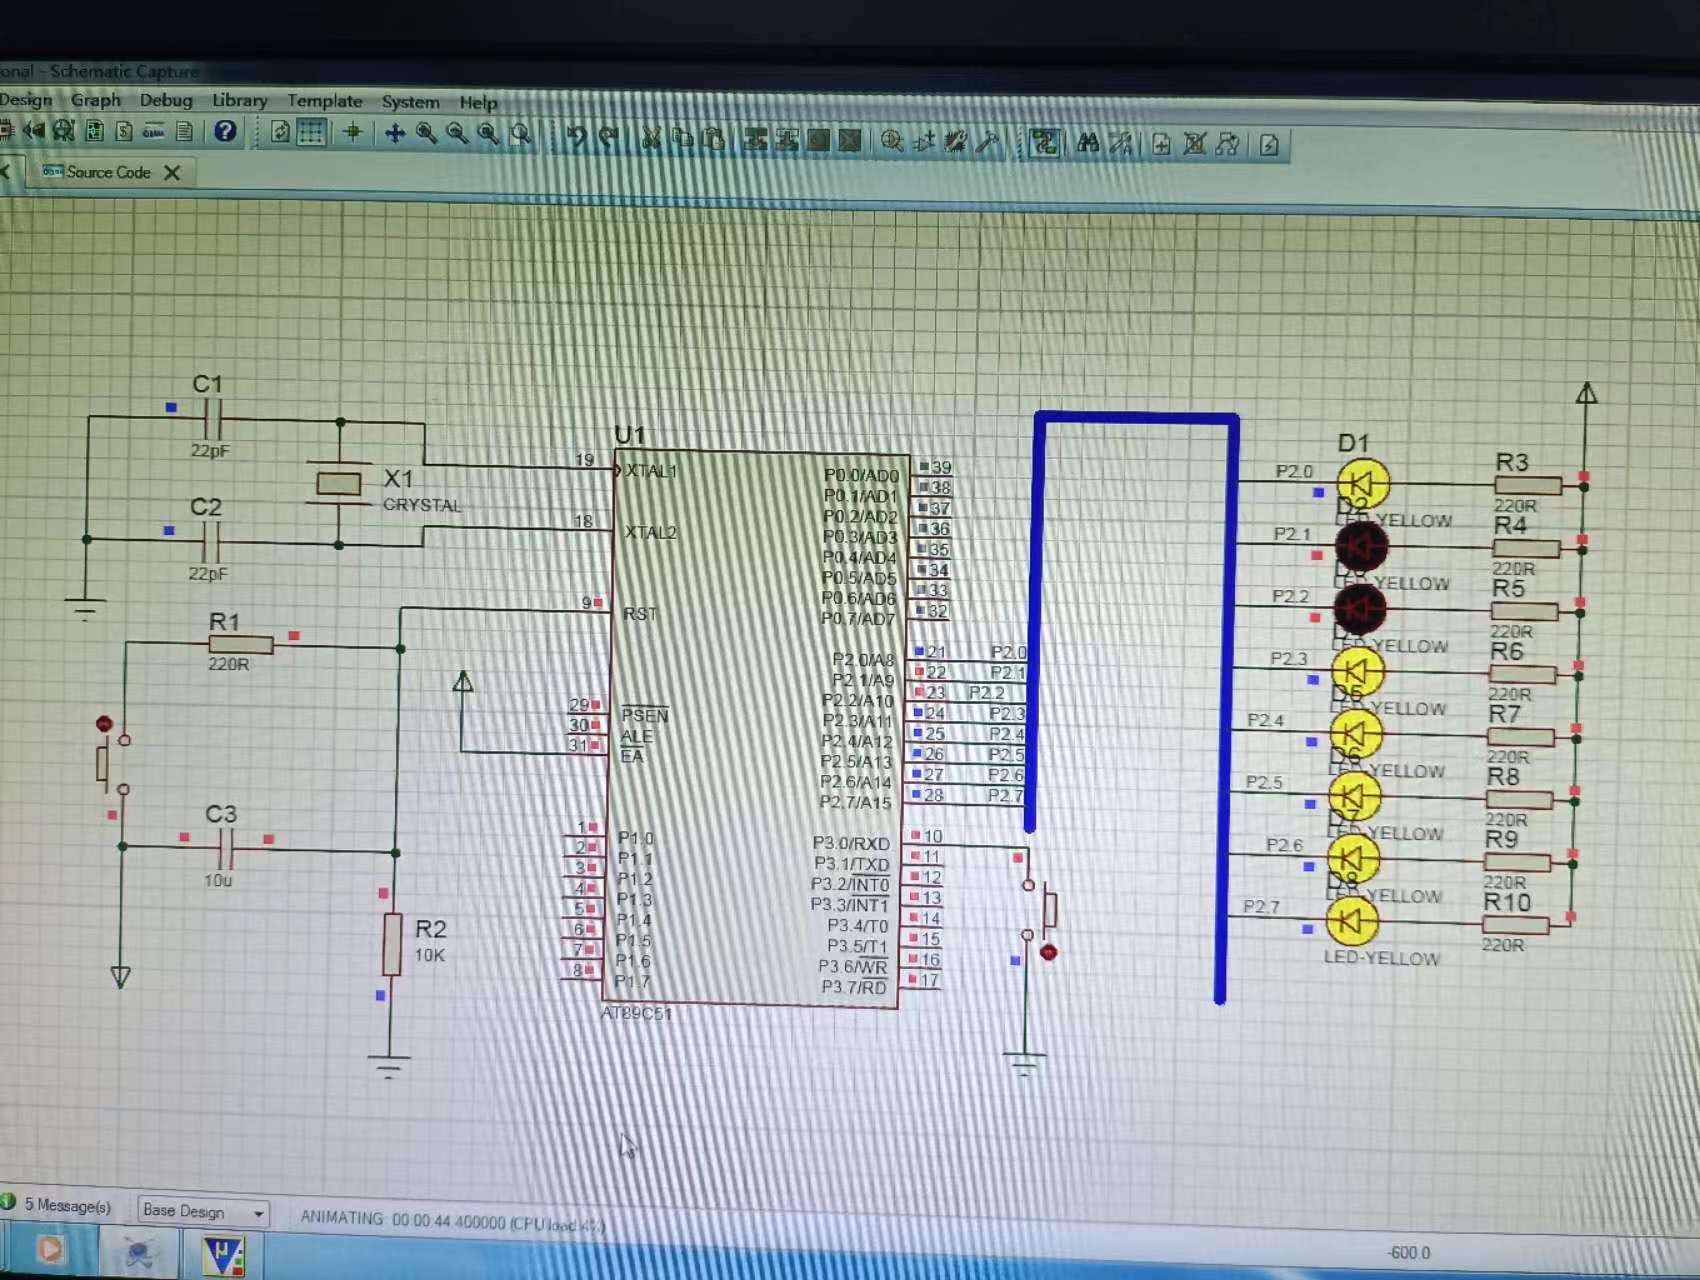 onal - Schematic Capture
Design Graph Debug Library Template System Help
Source Code
C1
22pF
X1
CRYSTAL
C2
22pF
R1
220R
C3
10u
R2
10K
U1
19 XTAL1
18 XTAL2
9 RST
29 PSEN
30 ALE
31 EA
1 P1.0
2 P1.1
3 P1.2
4 P1.3
5 P1.4
6 P1.5
7 P1.6
8 P1.7
P0.0/AD0 39
P0.1/AD1 38
P0.2/AD2 37
P0.3/AD3 36
P0.4/AD4 35
P0.5/AD5 34
P0.6/AD6 33
P0.7/AD7 32
P2.0/A8 21 P2.0
P2.1/A9 22 P2.1
P2.2/A10 23 P2.2
P2.3/A11 24 P2.3
P2.4/A12 25 P2.4
P2.5/A13 26 P2.5
P2.6/A14 27 P2.6
P2.7/A15 28 P2.7
P3.0/RXD 10
P3.1/TXD 11
P3.2/INT0 12
P3.3/INT1 13
P3.4/T0 14
P3.5/T1 15
P3.6/WR 16
P3.7/RD 17
AT89C51
D1
P2.0 R3
220R
D2
LED-YELLOW
P2.1 R4
220R
LED-YELLOW
P2.2 R5
220R
LED-YELLOW
P2.3 R6
220R
D5
LED-YELLOW
P2.4 R7
220R
D6
LED-YELLOW
P2.5 R8
220R
D7
LED-YELLOW
P2.6 R9
220R
D8
LED-YELLOW
P2.7 R10
220R
LED-YELLOW
5 Message(s) Base Design ANIMATING: 00:00:44.400000 (CPU load 4%)
-600.0